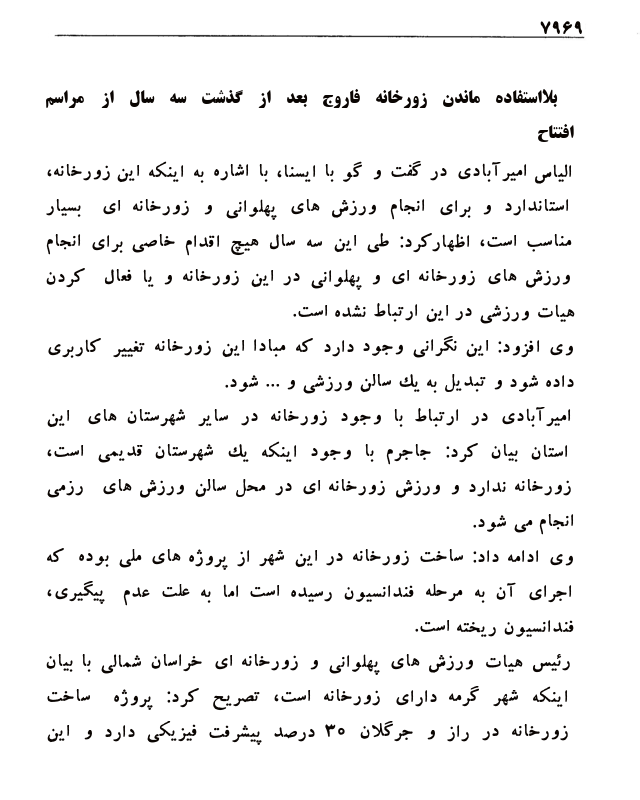 ۷۹۶۹
بلااستفاده ماندن زورخانه فاروج بعد از گذشت سه سال از مراسم
افتتاح
الیاس امیرآبادی در گفت و گو با ایسنا، با اشاره به اینکه این زورخانه،
استاندارد و برای انجام ورزش های پهلوانی و زورخانه ای بسیار
مناسب است، اظهارکرد: طی این سه سال هیچ اقدام خاصی برای انجام
ورزش های زورخانه ای و پهلوانی در این زورخانه و یا فعال کردن
هیات ورزشی در این ارتباط نشده است.
وی افزود: این نگرانی وجود دارد که مبادا این زورخانه تغییر کاربری
داده شود و تبدیل به یك سالن ورزشی و ... شود.
امیرآبادی در ارتباط با وجود زورخانه در سایر شهرستان های این
استان بیان کرد: جاجرم با وجود اینکه یك شهرستان قدیمی است،
زورخانه ندارد و ورزش زورخانه ای در محل سالن ورزش های رزمی
انجام می شود.
وی ادامه داد: ساخت زورخانه در این شهر از پروژه های ملی بوده که
اجرای آن به مرحله فندانسیون رسیده است اما به علت عدم پیگیری،
فندانسیون ریخته است.
رئیس هیات ورزش های پهلوانی و زورخانه ای خراسان شمالی با بیان
اینکه شهر گرمه دارای زورخانه است، تصریح کرد: پروژه ساخت
زورخانه در راز و جرگلان ۳۰ درصد پیشرفت فیزیکی دارد و این